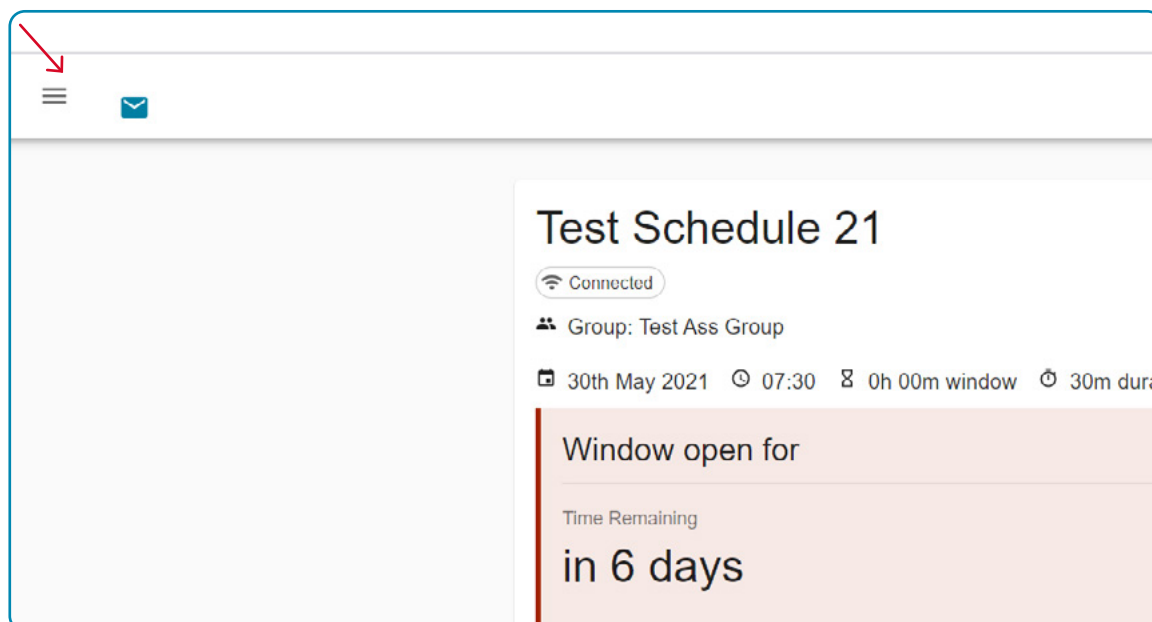 Test Schedule 21
Connected
Group: Test Ass Group
30th May 2021 07:30 0h 00m window 30m dura
Window open for
Time Remaining
in 6 days